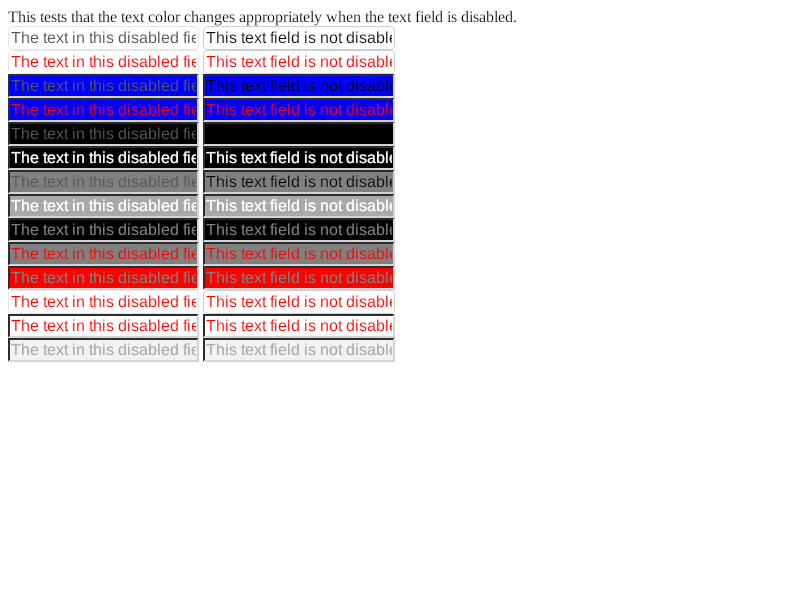 This tests that the text color changes appropriately when the text field is disabled.
The text in this disabled fie This text field is not disable
The text in this disabled fie This text field is not disable
The text in this disabled fie This text field is not disable
The text in this disabled fie This text field is not disable
The text in this disabled fie
The text in this disabled fie This text field is not disable
The text in this disabled fie This text field is not disable
The text in this disabled fie This text field is not disable
The text in this disabled fie This text field is not disable
The text in this disabled fie This text field is not disable
The text in this disabled fie This text field is not disable
The text in this disabled fie This text field is not disable
The text in this disabled fie This text field is not disable
The text in this disabled fie This text field is not disable